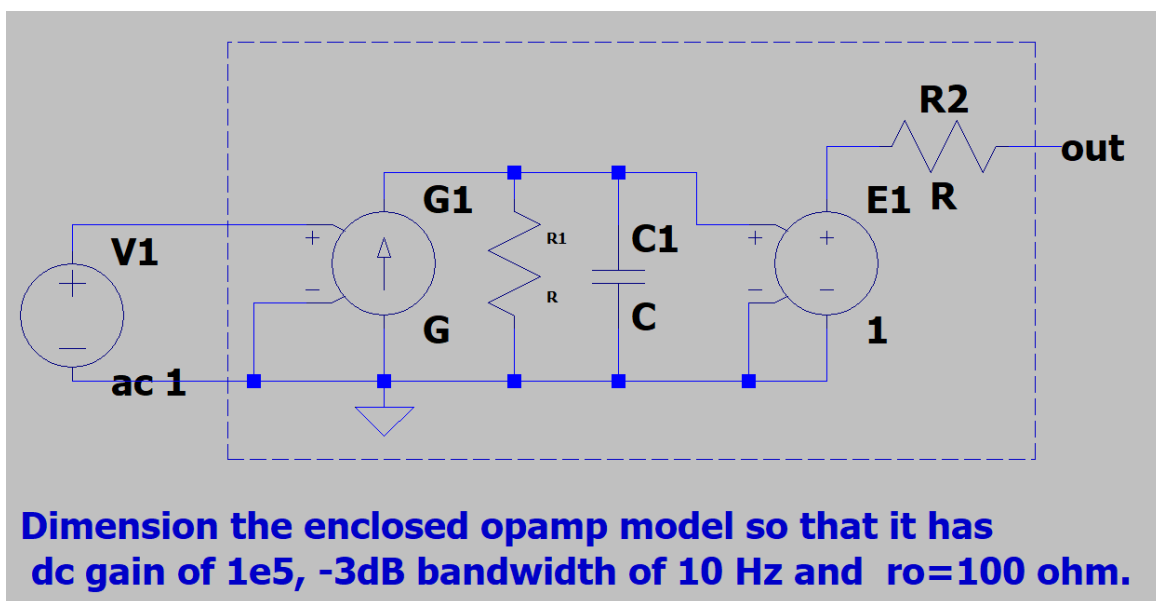 R2
out
G1
E1 R
V1
R1
C1
R
C
G
1
ac 1
Dimension the enclosed opamp model so that it has
dc gain of 1e5, -3dB bandwidth of 10 Hz and ro=100 ohm.